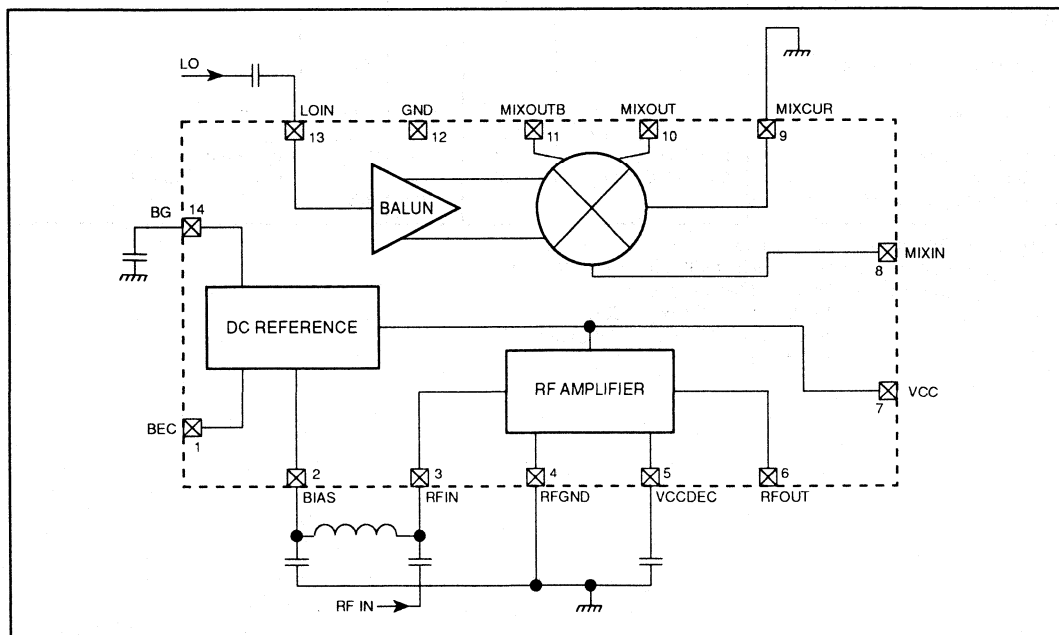 LO
LOIN
GND
MIXOUTB
MIXOUT
MIXCUR
13
12
11
10
9
BG
14
BALUN
MIXIN
8
DC REFERENCE
RF AMPLIFIER
VCC
7
BEC
1
2
3
4
5
6
BIAS
RFIN
RFGND
VCCDEC
RFOUT
RF IN